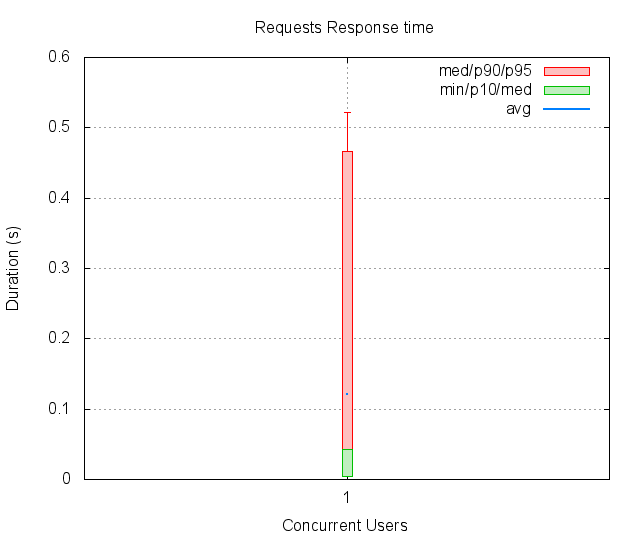 Requests Response time
0.6
0.5
0.4
0.3
0.2
0.1
0
Duration (s)
med/p90/p95
min/p10/med
avg
1
Concurrent Users